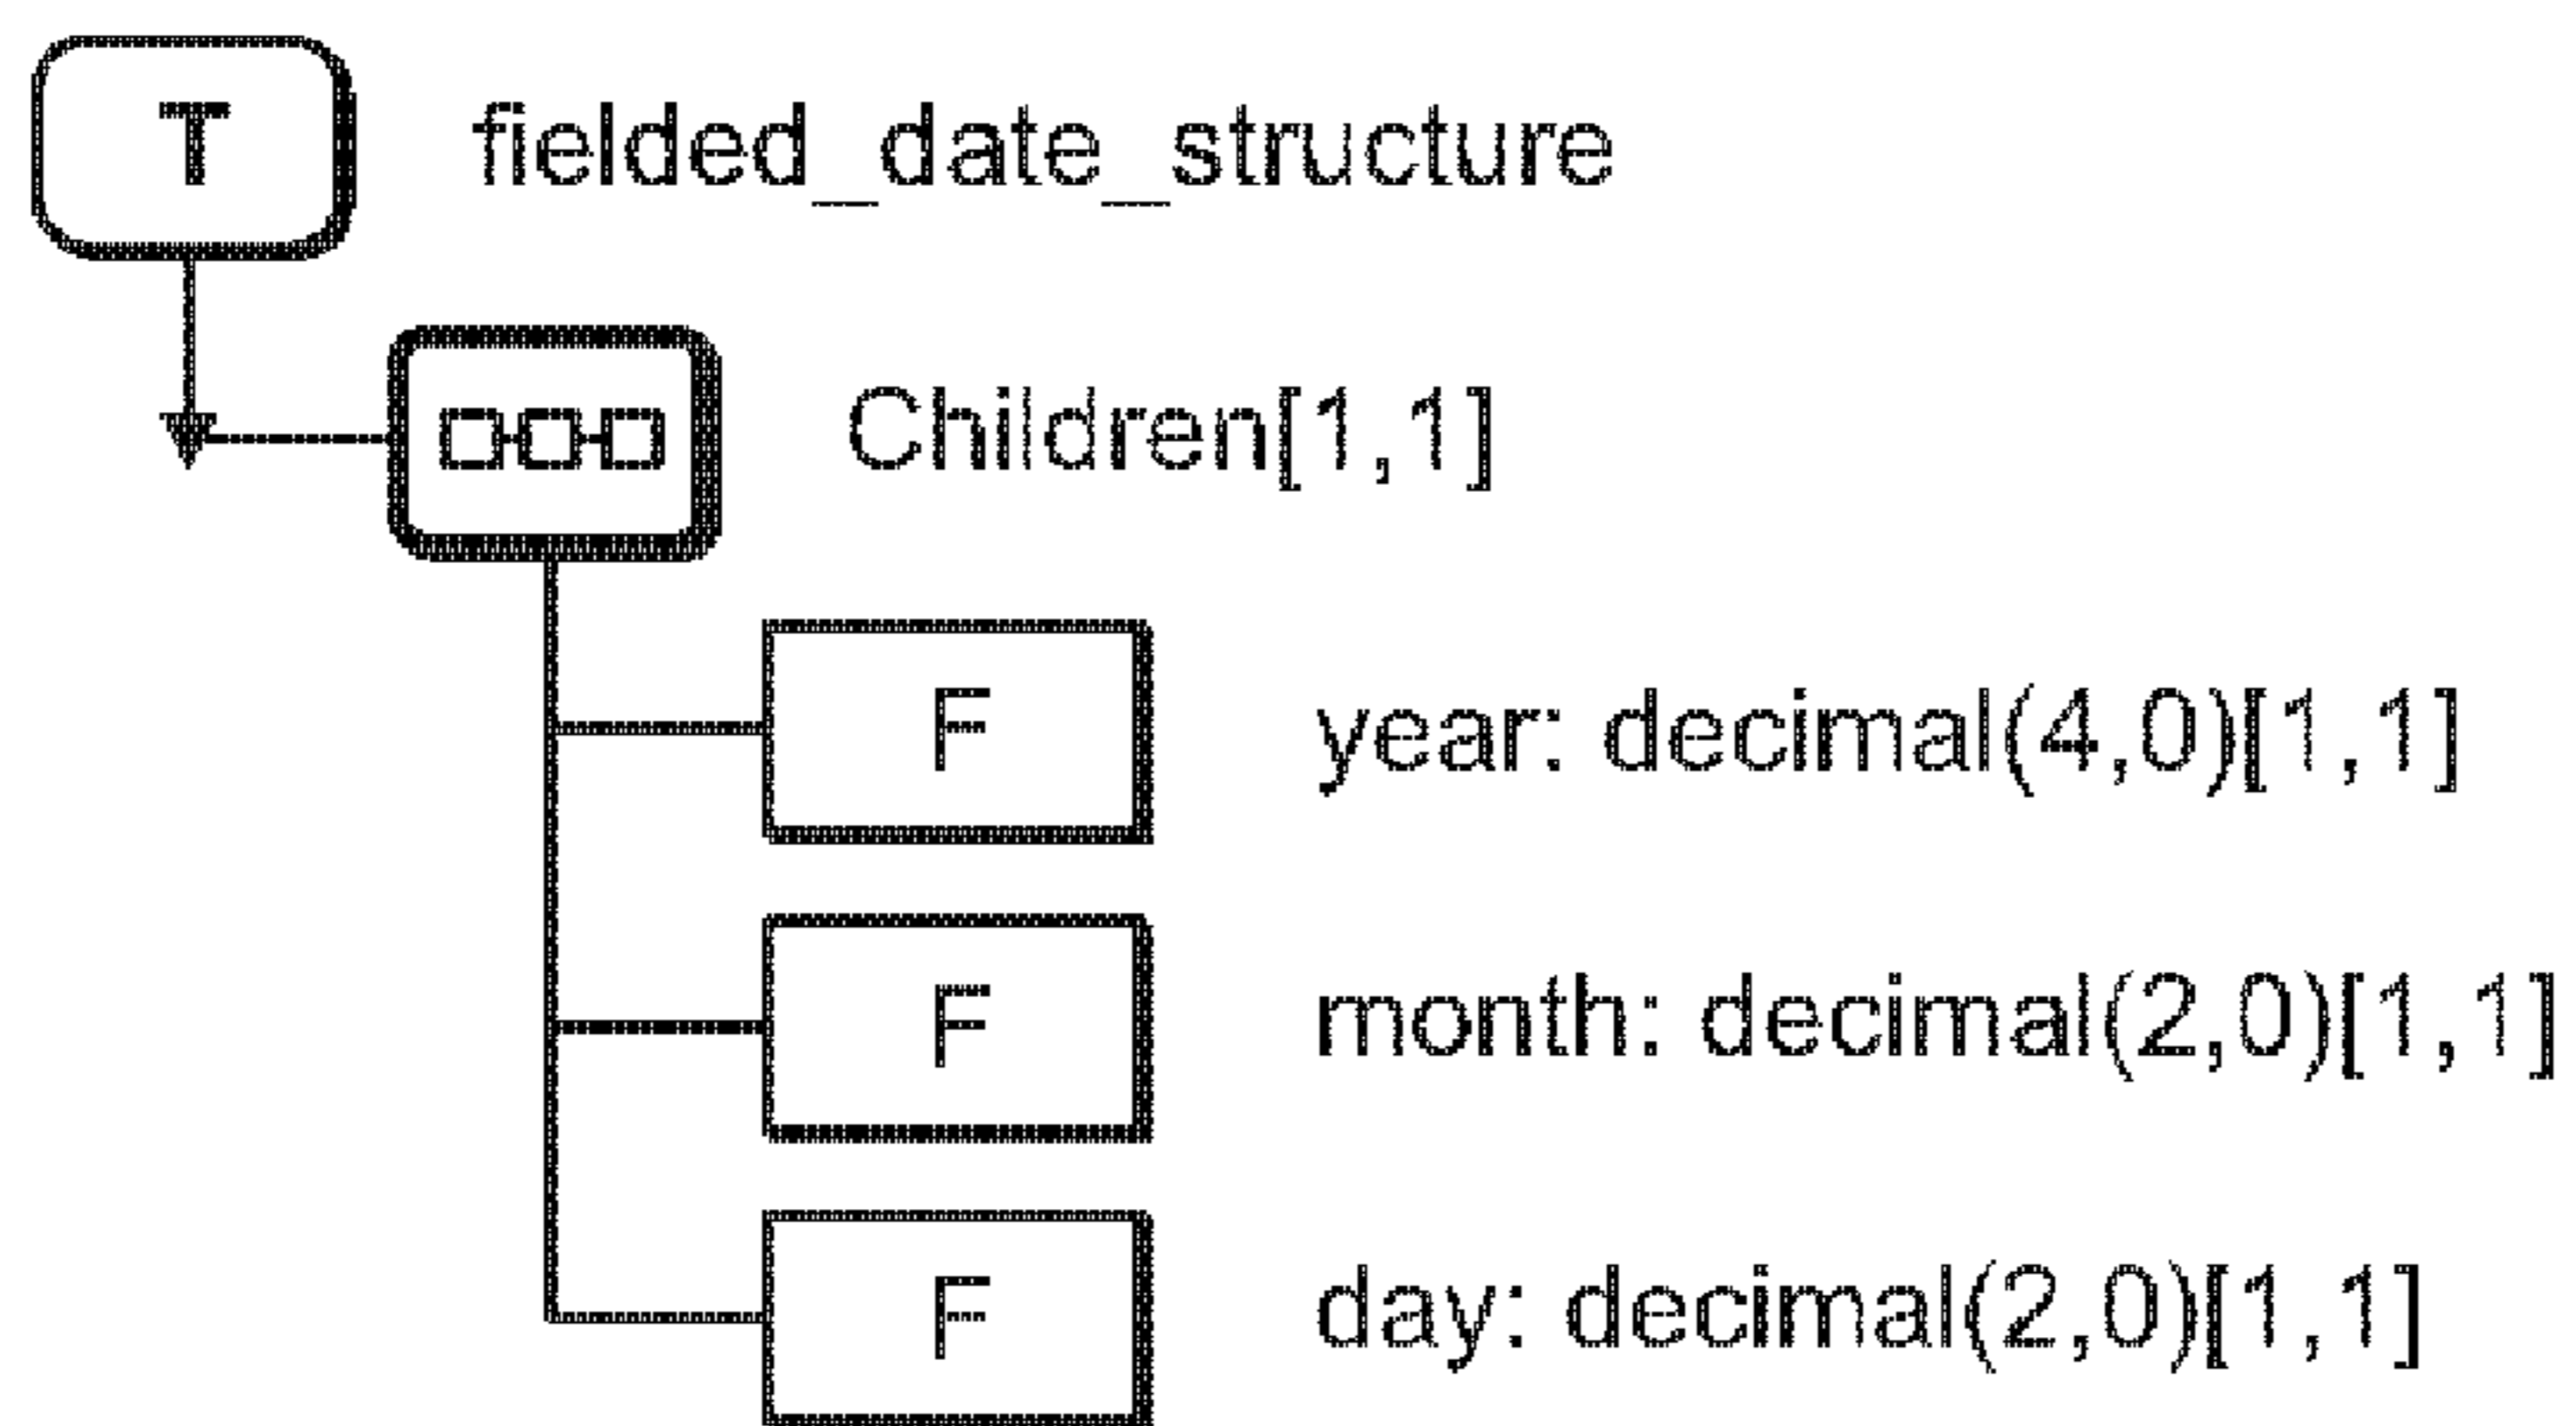 T fielded_date_structure
Children[1,1]
F year: decimal(4,0)[1,1]
F month: decimal(2,0)[1,1]
F day: decimal(2,0)[1,1]